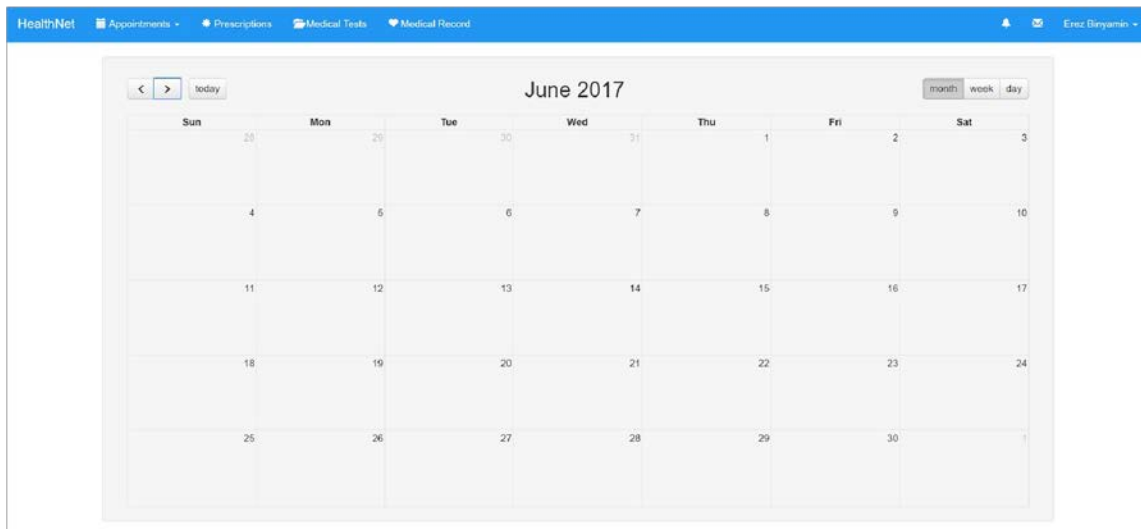 HealthNet Appointments Prescriptions Medical Tests Medical Record Erez Binyamin
< > today June 2017 month week day
Sun Mon Tue Wed Thu Fri Sat
28 29 30 31 1 2 3
4 5 6 7 8 9 10
11 12 13 14 15 16 17
18 19 20 21 22 23 24
25 26 27 28 29 30 1